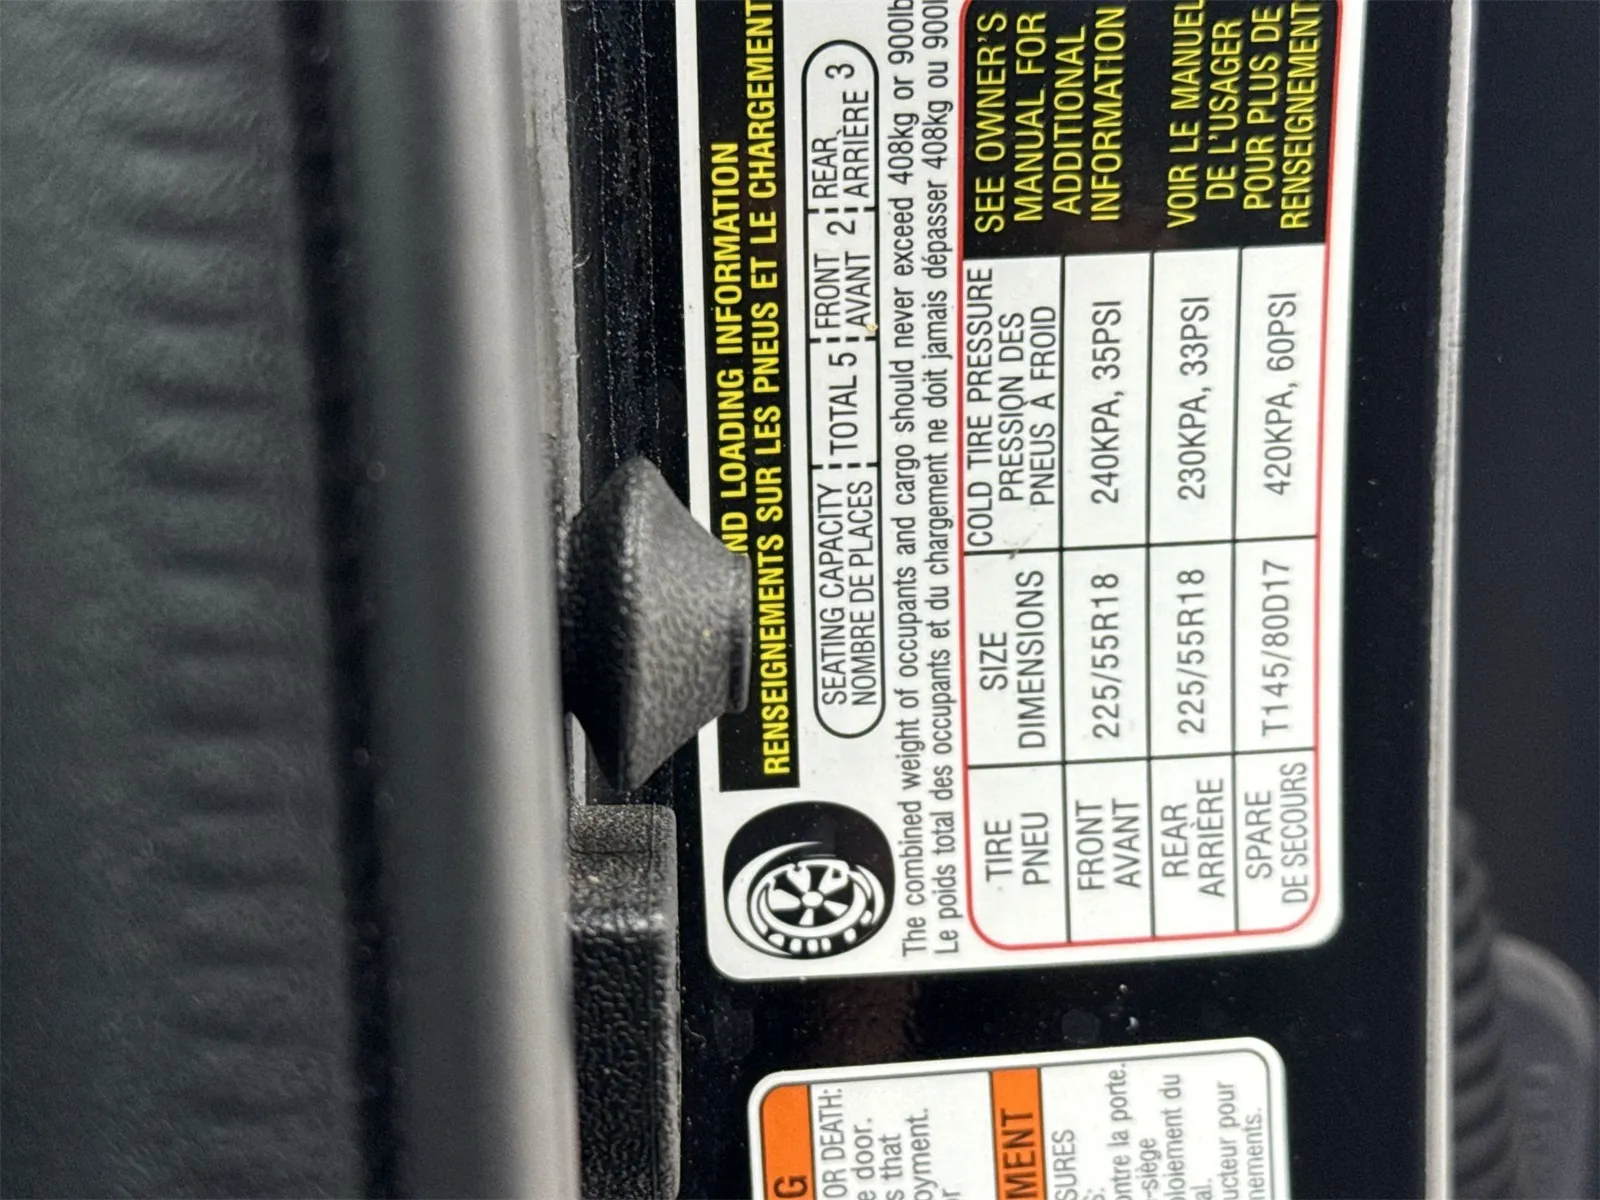 ND LOADING INFORMATION
RENSEIGNEMENTS SUR LES PNEUS ET LE CHARGEMENT
SEATING CAPACITY
NOMBRE DE PLACES
TOTAL 5
FRONT
AVANT 2
REAR
ARRIÈRE 3
The combined weight of occupants and cargo should never exceed 408kg or 900lb
Le poids total des occupants et du chargement ne doit jamais dépasser 408kg ou 900l
TIRE
PNEU
SIZE
DIMENSIONS
COLD TIRE PRESSURE
PRESSION DES
PNEUS À FROID
FRONT
AVANT
225/55R18
240KPA, 35PSI
REAR
ARRIÈRE
225/55R18
230KPA, 33PSI
SPARE
DE SECOURS
T145/80D17
420KPA, 60PSI
SEE OWNER'S
MANUAL FOR
ADDITIONAL
INFORMATION
VOIR LE MANUEL
DE L'USAGER
POUR PLUS DE
RENSEIGNEMENT
G
OR DEATH:
e door.
s that
oyment.
MENT
SURES
ontre la porte.
-siège
ploiement du
al.
ucteur pour
nements.